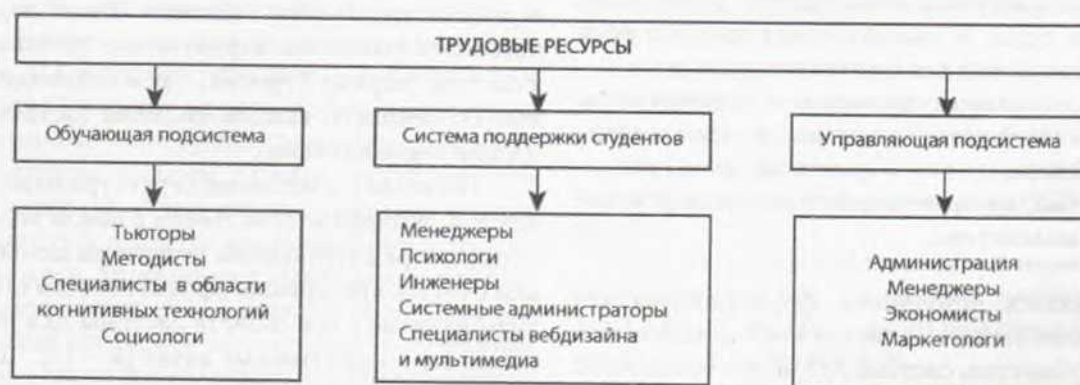 ТРУДОВЫЕ РЕСУРСЫ
Обучающая подсистема
Система поддержки студентов
Управляющая подсистема
Тьюторы
Методисты
Специалисты в области
когнитивных технологий
Социологи
Менеджеры
Психологи
Инженеры
Системные администраторы
Специалисты вебдизайна
и мультимедиа
Администрация
Менеджеры
Экономисты
Маркетологи